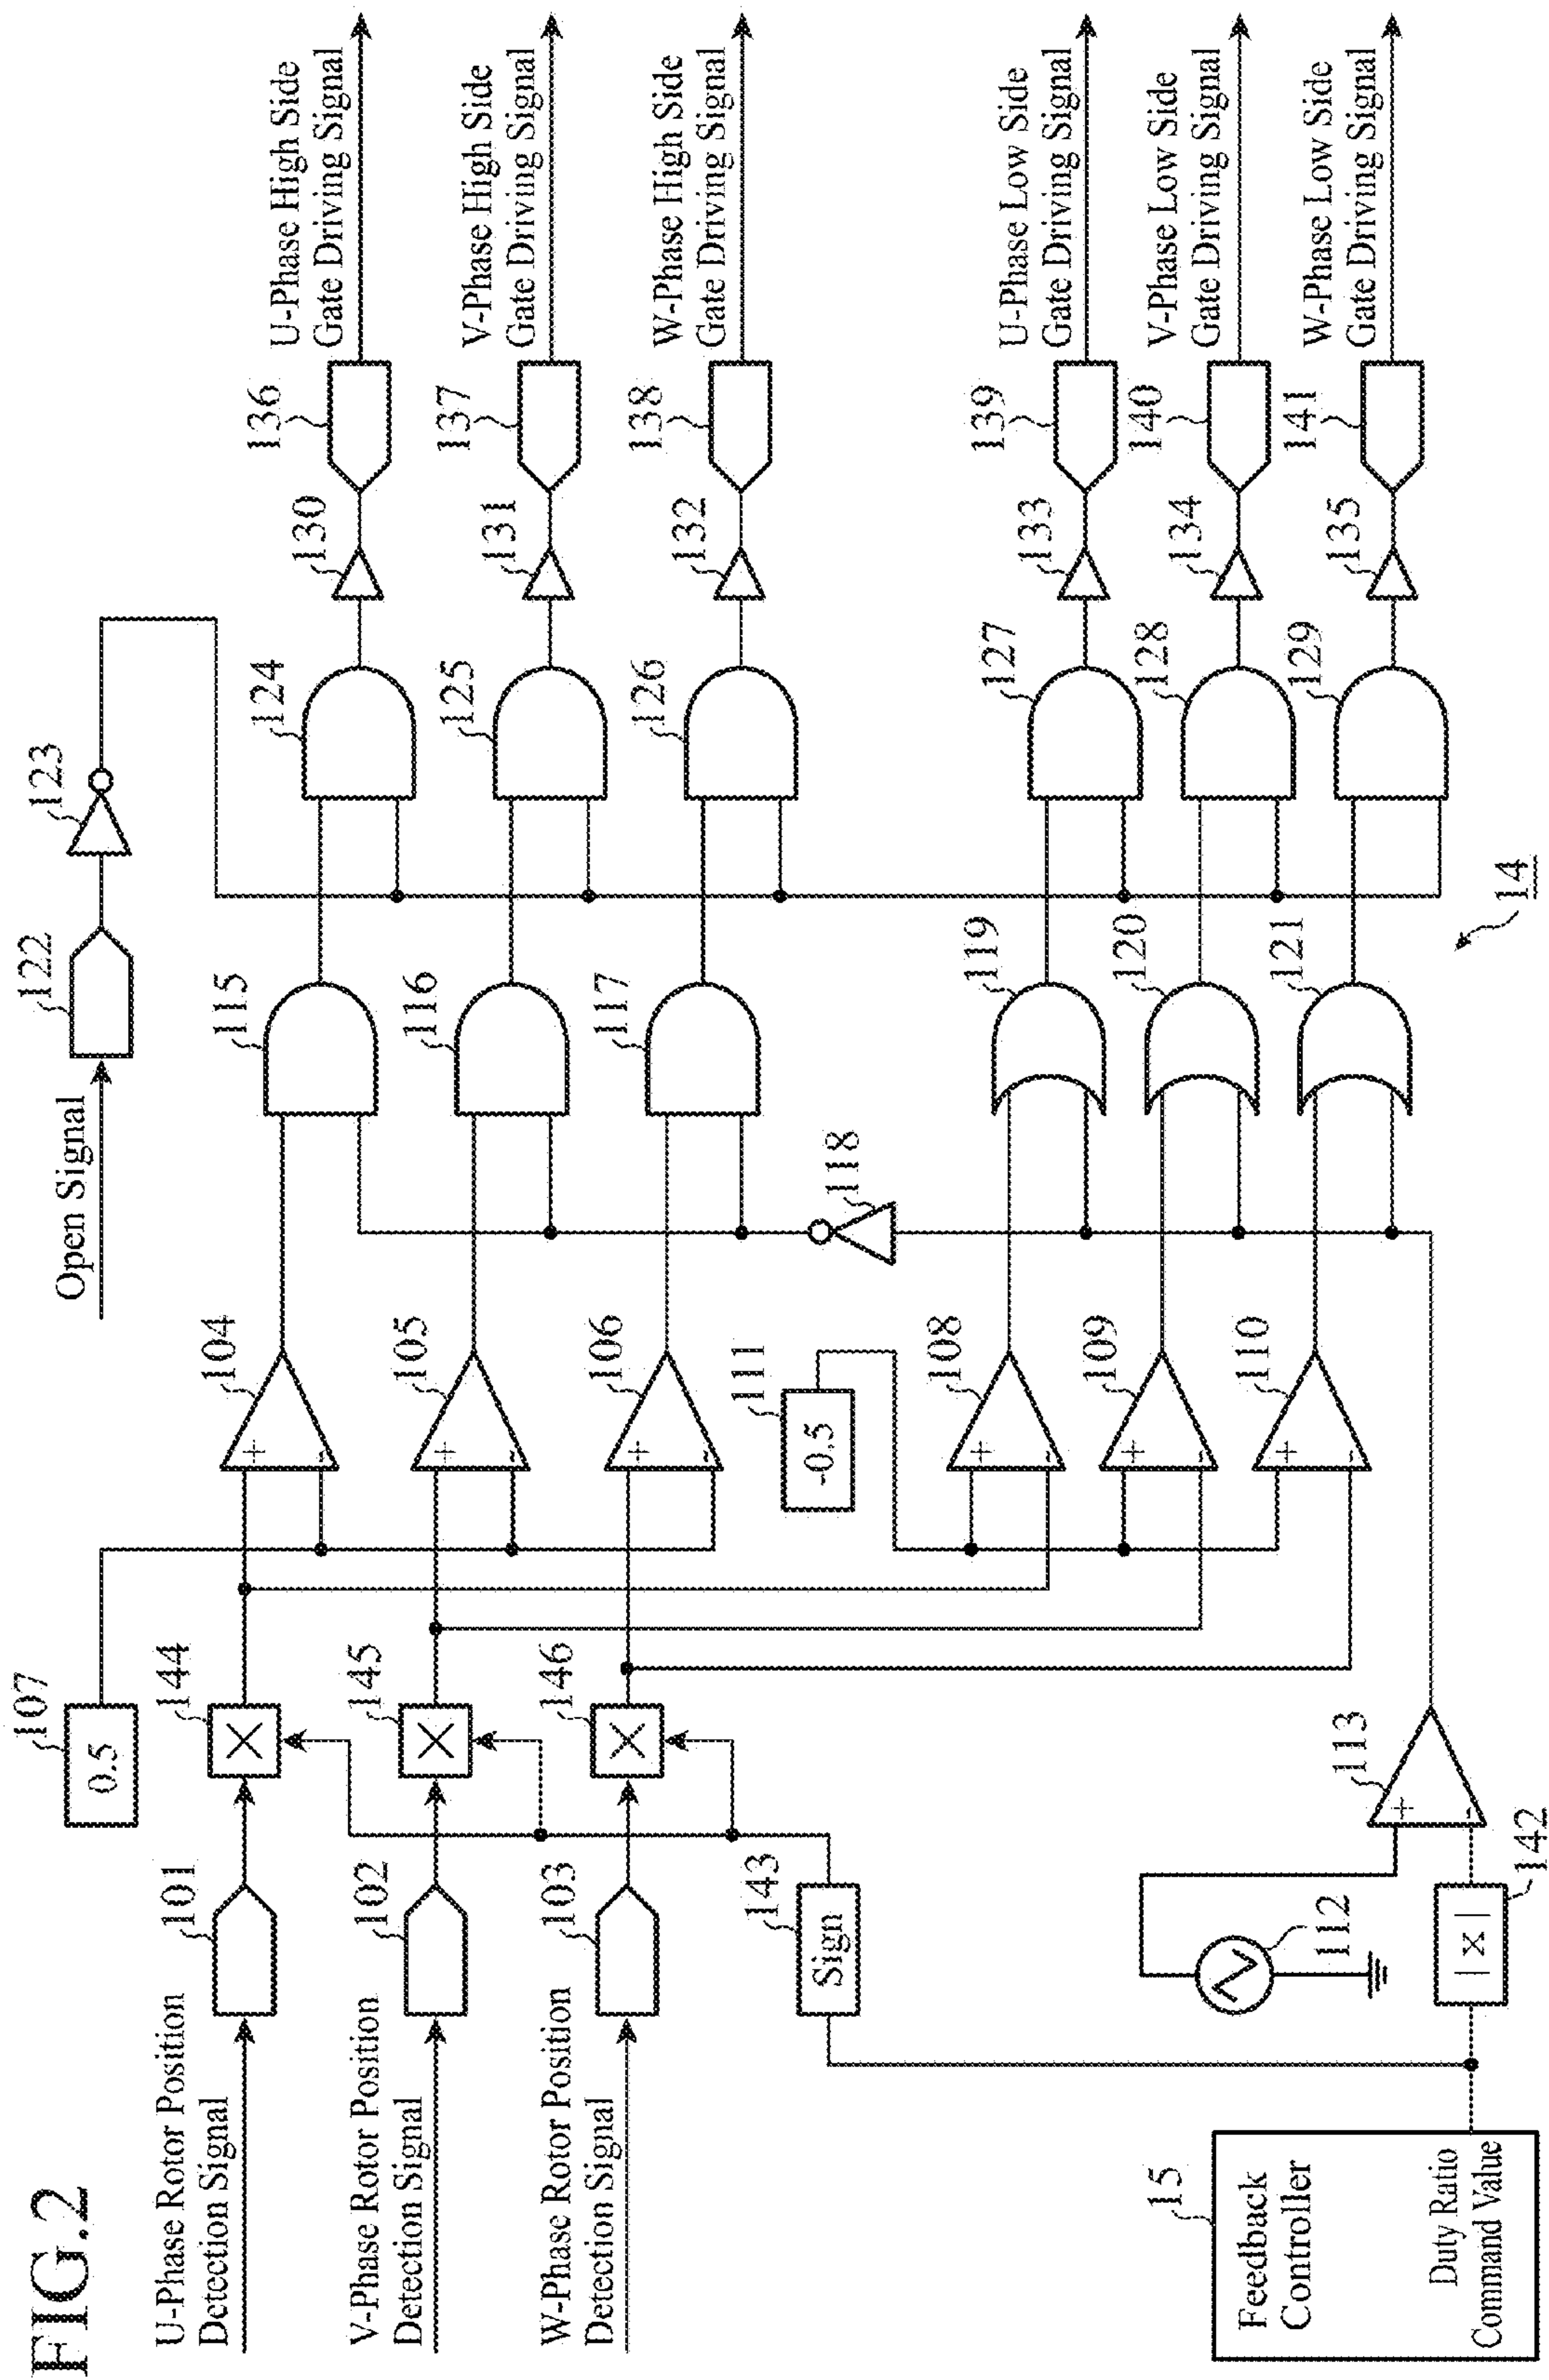 FIG.2
U-Phase Rotor Position
Detection Signal
101
V-Phase Rotor Position
Detection Signal
102
W-Phase Rotor Position
Detection Signal
103
15
Feedback
Controller
Duty Ratio
Command Value
143
Sign
112
|x|
142
113
+
-
107
0.5
144
×
145
×
146
×
104
+
-
105
+
-
106
+
-
111
-0.5
108
+
-
109
+
-
110
+
-
Open Signal
122
123
115
116
117
118
119
120
121
14
124
125
126
127
128
129
130
131
132
133
134
135
136
137
138
139
140
141
U-Phase High Side
Gate Driving Signal
V-Phase High Side
Gate Driving Signal
W-Phase High Side
Gate Driving Signal
U-Phase Low Side
Gate Driving Signal
V-Phase Low Side
Gate Driving Signal
W-Phase Low Side
Gate Driving Signal